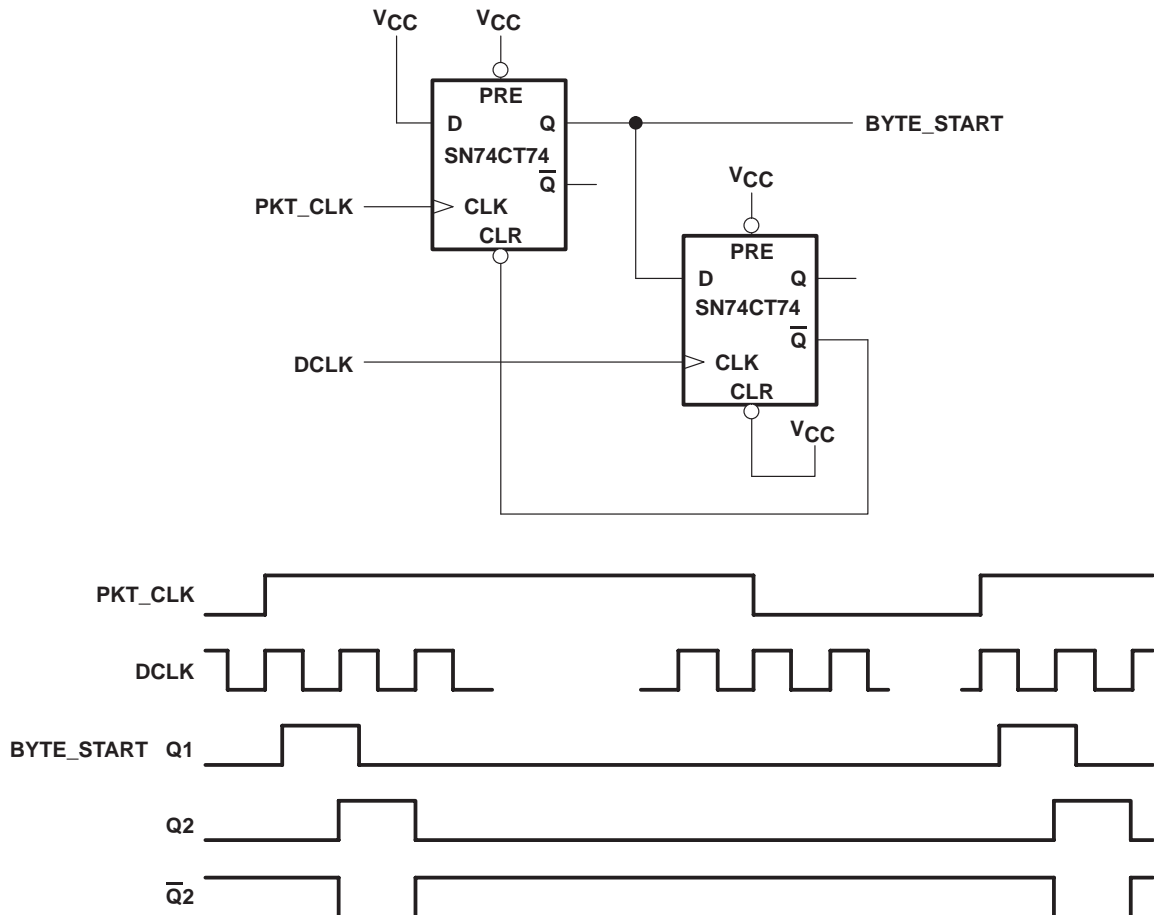 VCC VCC
PRE
D Q
BYTE_START
SN74CT74
Q̅
VCC
PKT_CLK
CLK
CLR
PRE
D Q
SN74CT74
Q̅
DCLK
CLK
CLR
VCC
PKT_CLK
DCLK
BYTE_START Q1
Q2
Q̅2